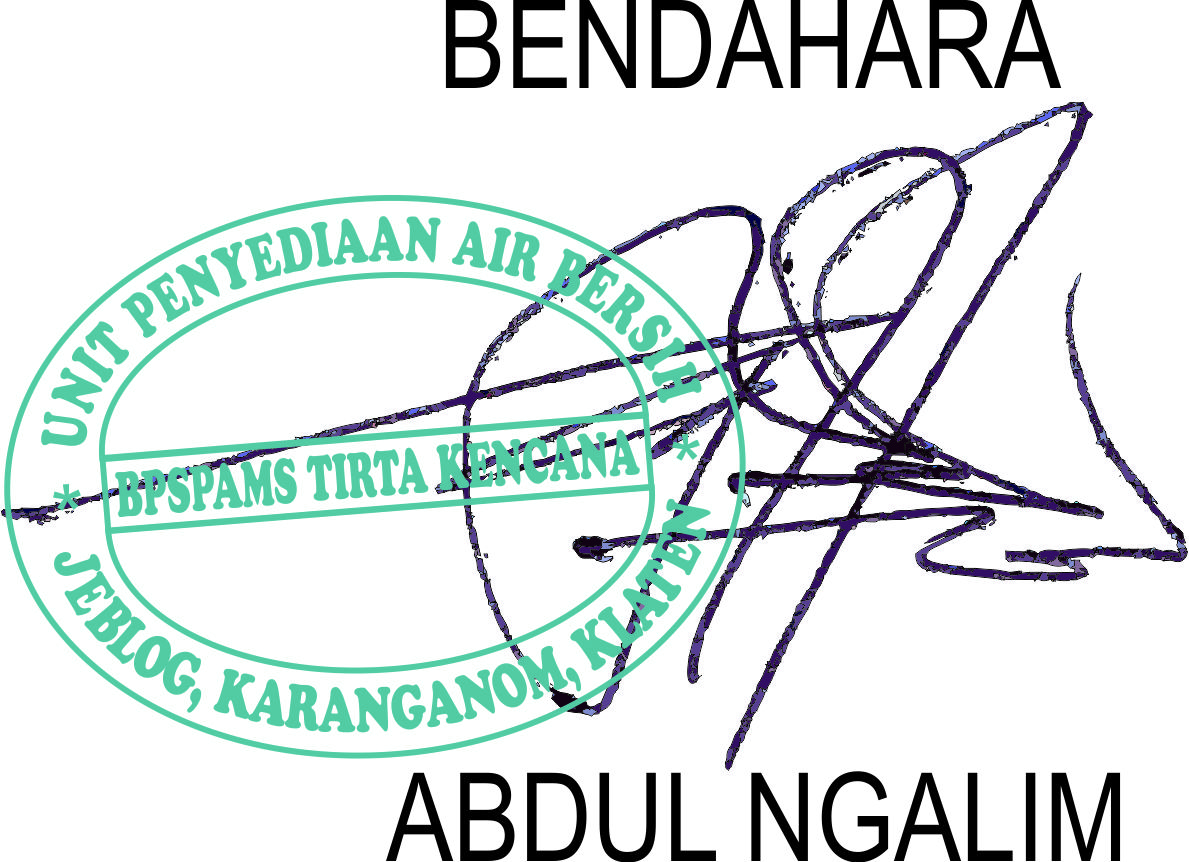 BENDAHARA
UNIT PENYEDIAAN AIR BERSIH
* BPSPAMS TIRTA KENCANA *
JEBLOG, KARANGANOM, KLATEN
ABDUL NGALIM